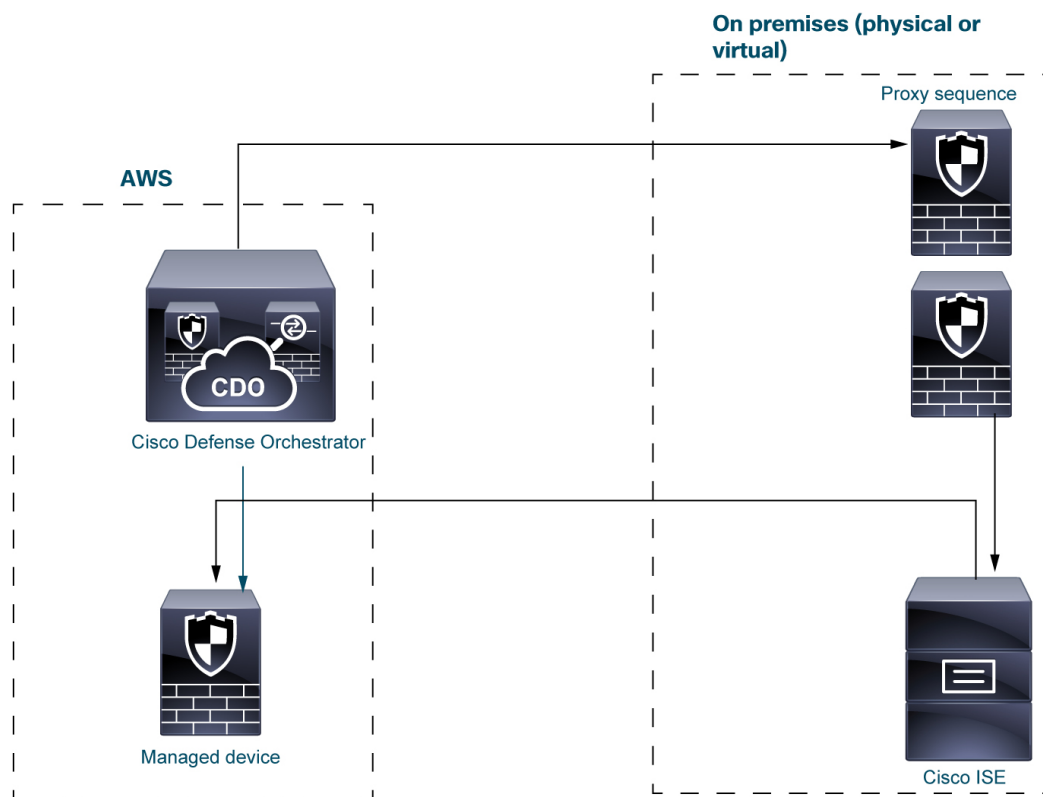 On premises (physical or
virtual)
Proxy sequence
AWS
CDO
Cisco Defense Orchestrator
Managed device
Cisco ISE